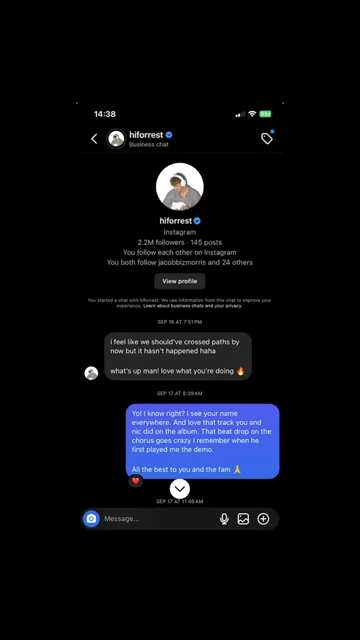 14:38
hiforrest
Business chat
hiforrest
Instagram
2.2M followers · 145 posts
You follow each other on Instagram
You both follow jacobbizmorris and 24 others
View profile
You started a chat with hiforrest. We use information from this chat to improve your
experience. Learn about business chats and your privacy.
SEP 16 AT 7:51PM
i feel like we should've crossed paths by
now but it hasn't happened haha
what's up man! love what you're doing 🔥
SEP 17 AT 8:39AM
Yo! I know right? I see your name
everywhere. And love that track you and
nic did on the album. That beat drop on the
chorus goes crazy I remember when he
first played me the demo.
All the best to you and the fam 🙏
SEP 17 AT 11:46AM
Message...